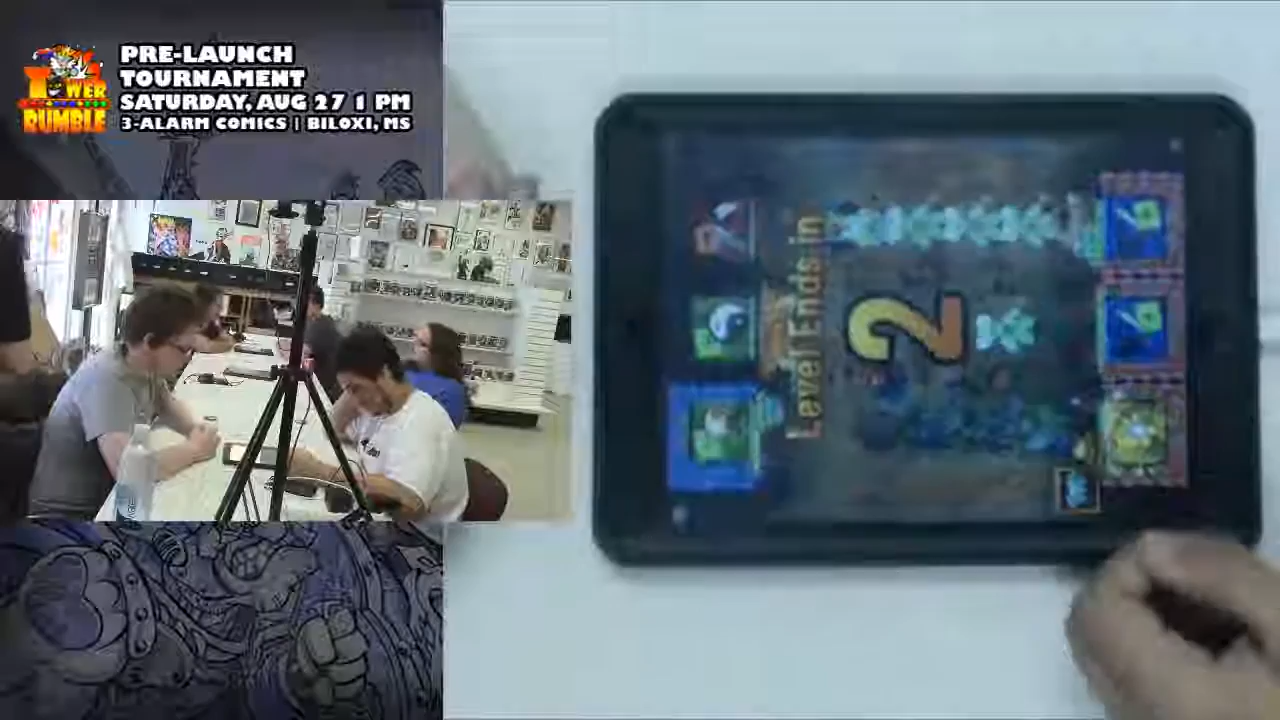 TOWER
RUMBLE
PRE-LAUNCH
TOURNAMENT
SATURDAY, AUG 27 1 PM
3-ALARM COMICS | BILOXI, MS
Level Ends in
2